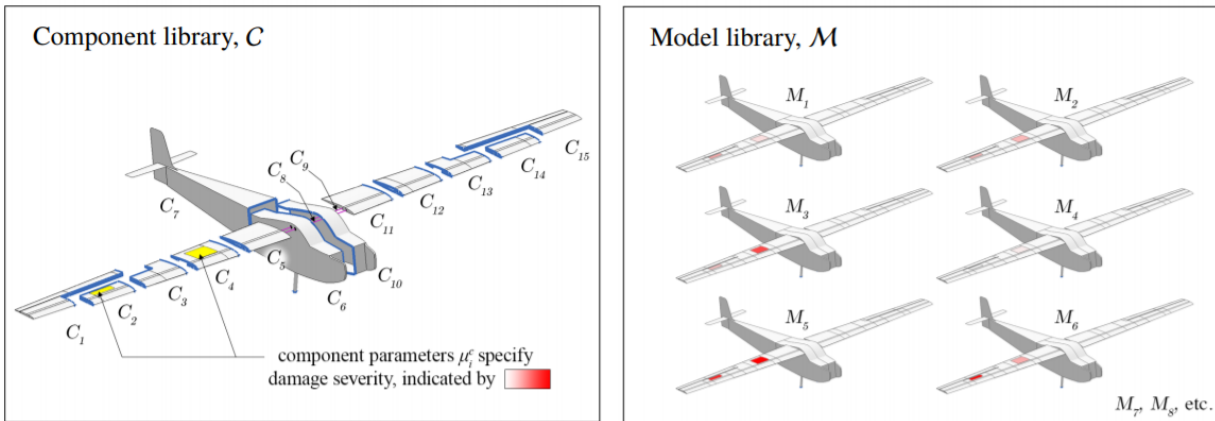 Component library, 𝒞
C₉
C₈
C₁₅
C₁₄
C₁₃
C₁₂
C₁₁
C₇
C₁₀
C₅
C₆
C₄
C₃
C₂
C₁
component parameters μᵢᶜ specify
damage severity, indicated by
Model library, ℳ
M₁
M₂
M₃
M₄
M₅
M₆
M₇, M₈, etc.